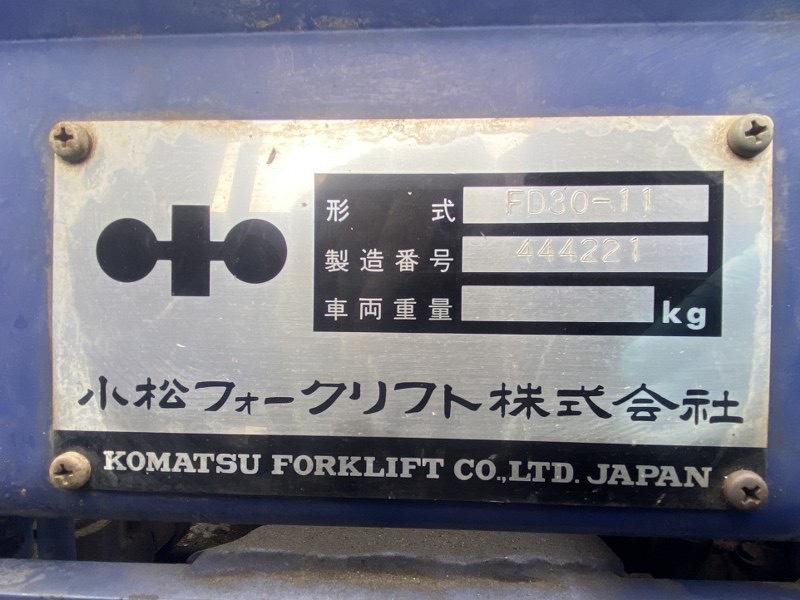 形式 FD30-11
製造番号 444221
車両重量 kg
小松フォークリフト株式会社
KOMATSU FORKLIFT CO.,LTD. JAPAN